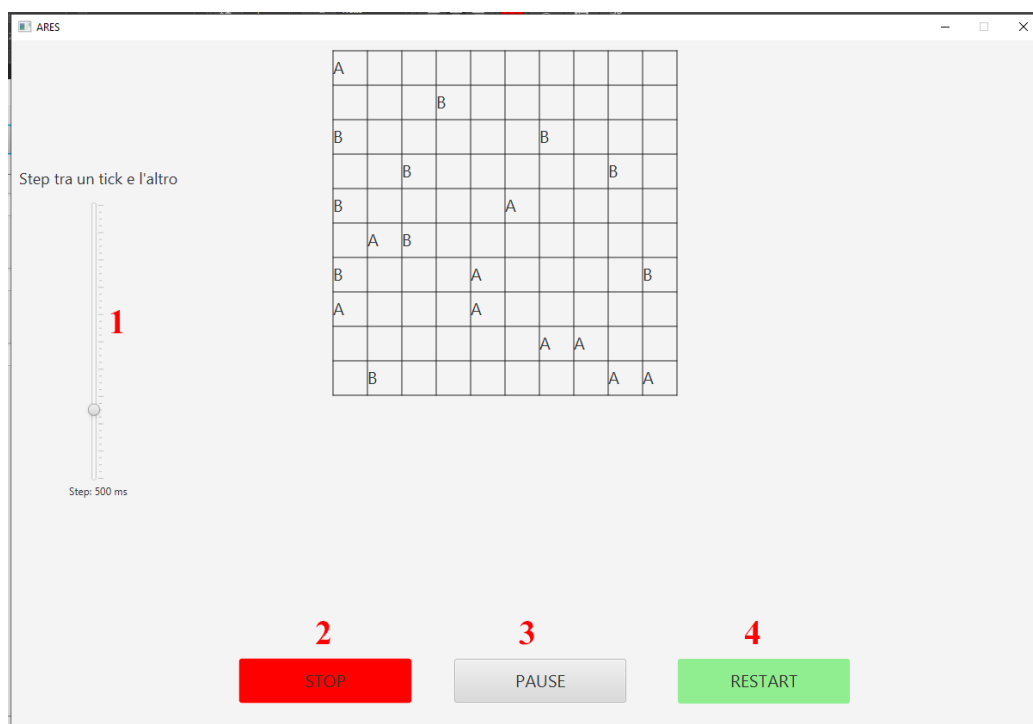 ARES
A
B
B B
B B
Step tra un tick e l'altro
B A
A B
B A B
1
A A
A A
B A A
Step: 500 ms
2 3 4
STOP PAUSE RESTART